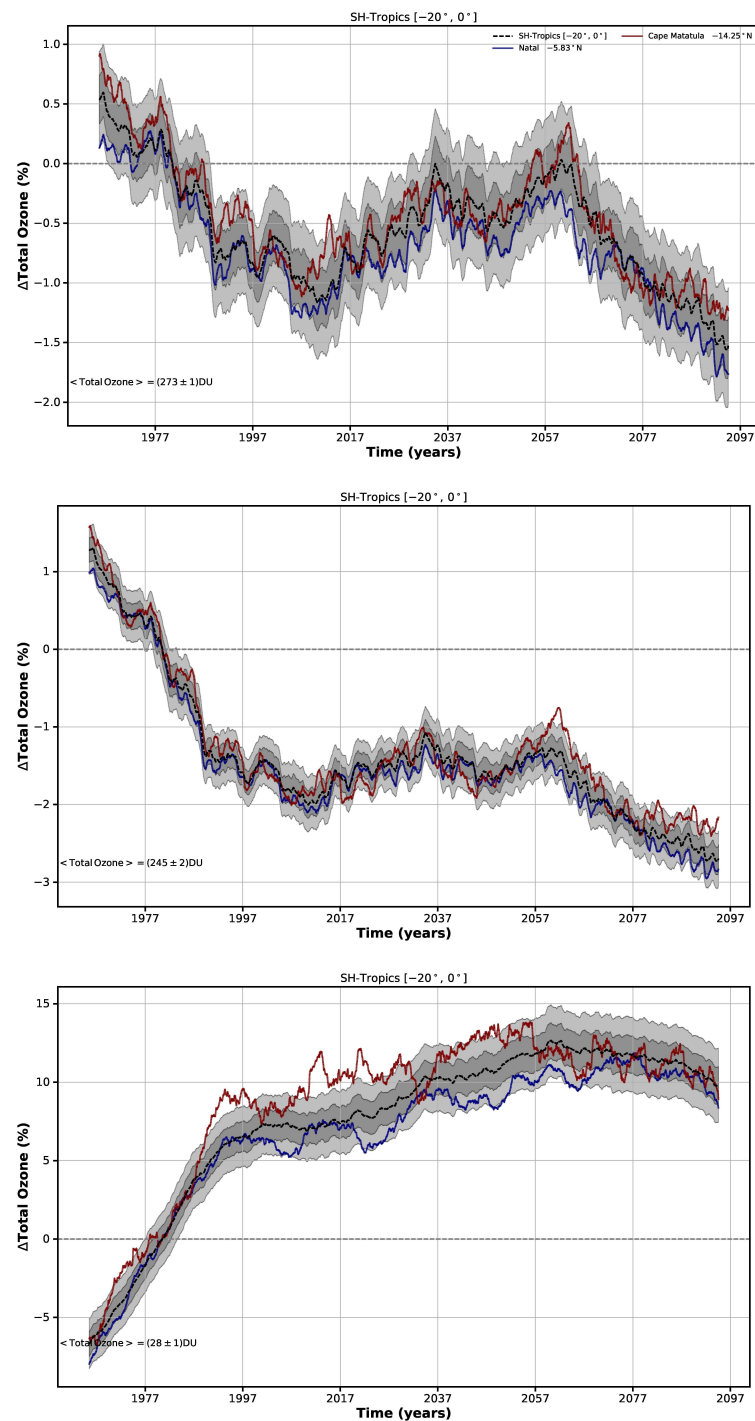 SH-Tropics [−20°, 0°]
SH-Tropics [−20°, 0°]
Natal −5.83°N
Cape Matatula −14.25°N
1.0
0.5
0.0
−0.5
−1.0
−1.5
−2.0
ΔTotal Ozone (%)
<Total Ozone> = (273 ± 1)DU
1977 1997 2017 2037 2057 2077 2097
Time (years)
SH-Tropics [−20°, 0°]
1
0
−1
−2
−3
ΔTotal Ozone (%)
<Total Ozone> = (245 ± 2)DU
1977 1997 2017 2037 2057 2077 2097
Time (years)
SH-Tropics [−20°, 0°]
15
10
5
0
−5
ΔTotal Ozone (%)
<Total Ozone> = (28 ± 1)DU
1977 1997 2017 2037 2057 2077 2097
Time (years)